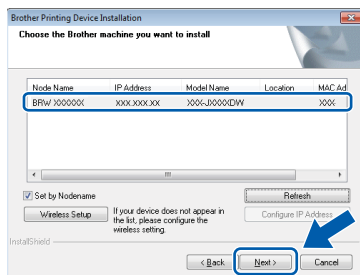 Brother Printing Device Installation
Choose the Brother machine you want to install
Node Name IP Address Model Name Location MAC Ad
BRW XXXXXX XXX.XXX.XX XXX-JXXXXDW XXX-
Set by Nodename
Refresh
Wireless Setup
If your device does not appear in
the list, please configure the
wireless setting.
Configure IP Address
InstallShield
< Back Next > Cancel